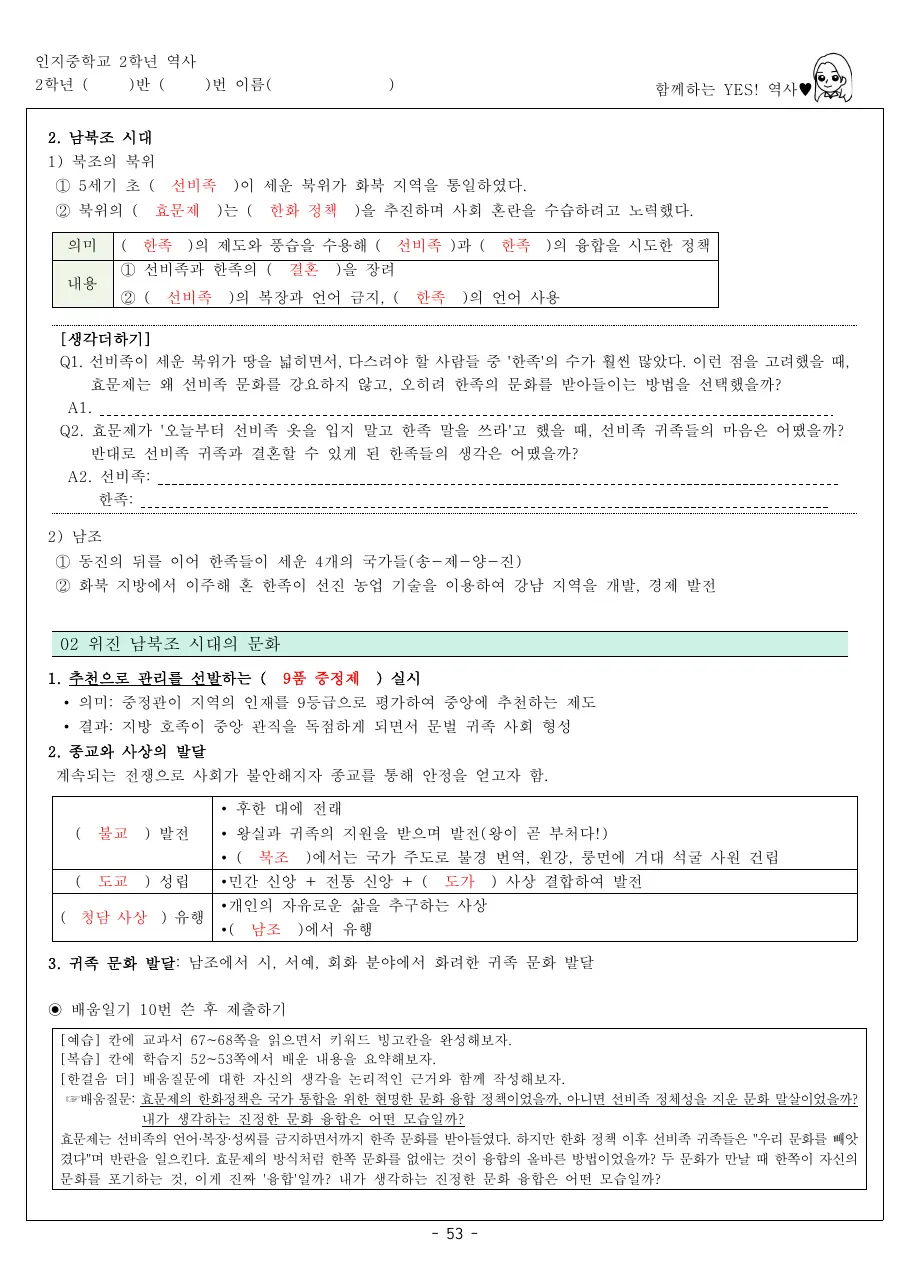 인지중학교 2학년 역사
2학년 ( )반 ( )번 이름( )
함께하는 YES! 역사♥
2. 남북조 시대
1) 북조의 북위
① 5세기 초 ( 선비족 )이 세운 북위가 화북 지역을 통일하였다.
② 북위의 ( 효문제 )는 ( 한화 정책 )을 추진하며 사회 혼란을 수습하려고 노력했다.
의미 ( 한족 )의 제도와 풍습을 수용해 ( 선비족 )과 ( 한족 )의 융합을 시도한 정책
내용 ① 선비족과 한족의 ( 결혼 )을 장려
② ( 선비족 )의 복장과 언어 금지, ( 한족 )의 언어 사용
[생각더하기]
Q1. 선비족이 세운 북위가 땅을 넓히면서, 다스려야 할 사람들 중 '한족'의 수가 훨씬 많았다. 이런 점을 고려했을 때,
효문제는 왜 선비족 문화를 강요하지 않고, 오히려 한족의 문화를 받아들이는 방법을 선택했을까?
A1.
Q2. 효문제가 '오늘부터 선비족 옷을 입지 말고 한족 말을 쓰라'고 했을 때, 선비족 귀족들의 마음은 어땠을까?
반대로 선비족 귀족과 결혼할 수 있게 된 한족들의 생각은 어땠을까?
A2. 선비족:
한족:
2) 남조
① 동진의 뒤를 이어 한족들이 세운 4개의 국가들(송-제-양-진)
② 화북 지방에서 이주해 혼 한족이 선진 농업 기술을 이용하여 강남 지역을 개발, 경제 발전
02 위진 남북조 시대의 문화
1. 추천으로 관리를 선발하는 ( 9품 중정제 ) 실시
• 의미: 중정관이 지역의 인재를 9등급으로 평가하여 중앙에 추천하는 제도
• 결과: 지방 호족이 중앙 관직을 독점하게 되면서 문벌 귀족 사회 형성
2. 종교와 사상의 발달
계속되는 전쟁으로 사회가 불안해지자 종교를 통해 안정을 얻고자 함.
( 불교 ) 발전
• 후한 대에 전래
• 왕실과 귀족의 지원을 받으며 발전(왕이 곧 부처다!)
• ( 북조 )에서는 국가 주도로 불경 번역, 윈강, 룽먼에 거대 석굴 사원 건립
( 도교 ) 성립 •민간 신앙 + 전통 신앙 + ( 도가 ) 사상 결합하여 발전
( 청담 사상 ) 유행
•개인의 자유로운 삶을 추구하는 사상
•( 남조 )에서 유행
3. 귀족 문화 발달: 남조에서 시, 서예, 회화 분야에서 화려한 귀족 문화 발달
◉ 배움일기 10번 쓴 후 제출하기
[예습] 칸에 교과서 67~68쪽을 읽으면서 키워드 빙고칸을 완성해보자.
[복습] 칸에 학습지 52~53쪽에서 배운 내용을 요약해보자.
[한걸음 더] 배움질문에 대한 자신의 생각을 논리적인 근거와 함께 작성해보자.
☞배움질문: 효문제의 한화정책은 국가 통합을 위한 현명한 문화 융합 정책이었을까, 아니면 선비족 정체성을 지운 문화 말살이었을까?
내가 생각하는 진정한 문화 융합은 어떤 모습일까?
효문제는 선비족의 언어·복장·성씨를 금지하면서까지 한족 문화를 받아들였다. 하지만 한화 정책 이후 선비족 귀족들은 "우리 문화를 빼앗
겼다"며 반란을 일으킨다. 효문제의 방식처럼 한쪽 문화를 없애는 것이 융합의 올바른 방법이었을까? 두 문화가 만날 때 한쪽이 자신의
문화를 포기하는 것, 이게 진짜 '융합'일까? 내가 생각하는 진정한 문화 융합은 어떤 모습일까?
- 53 -